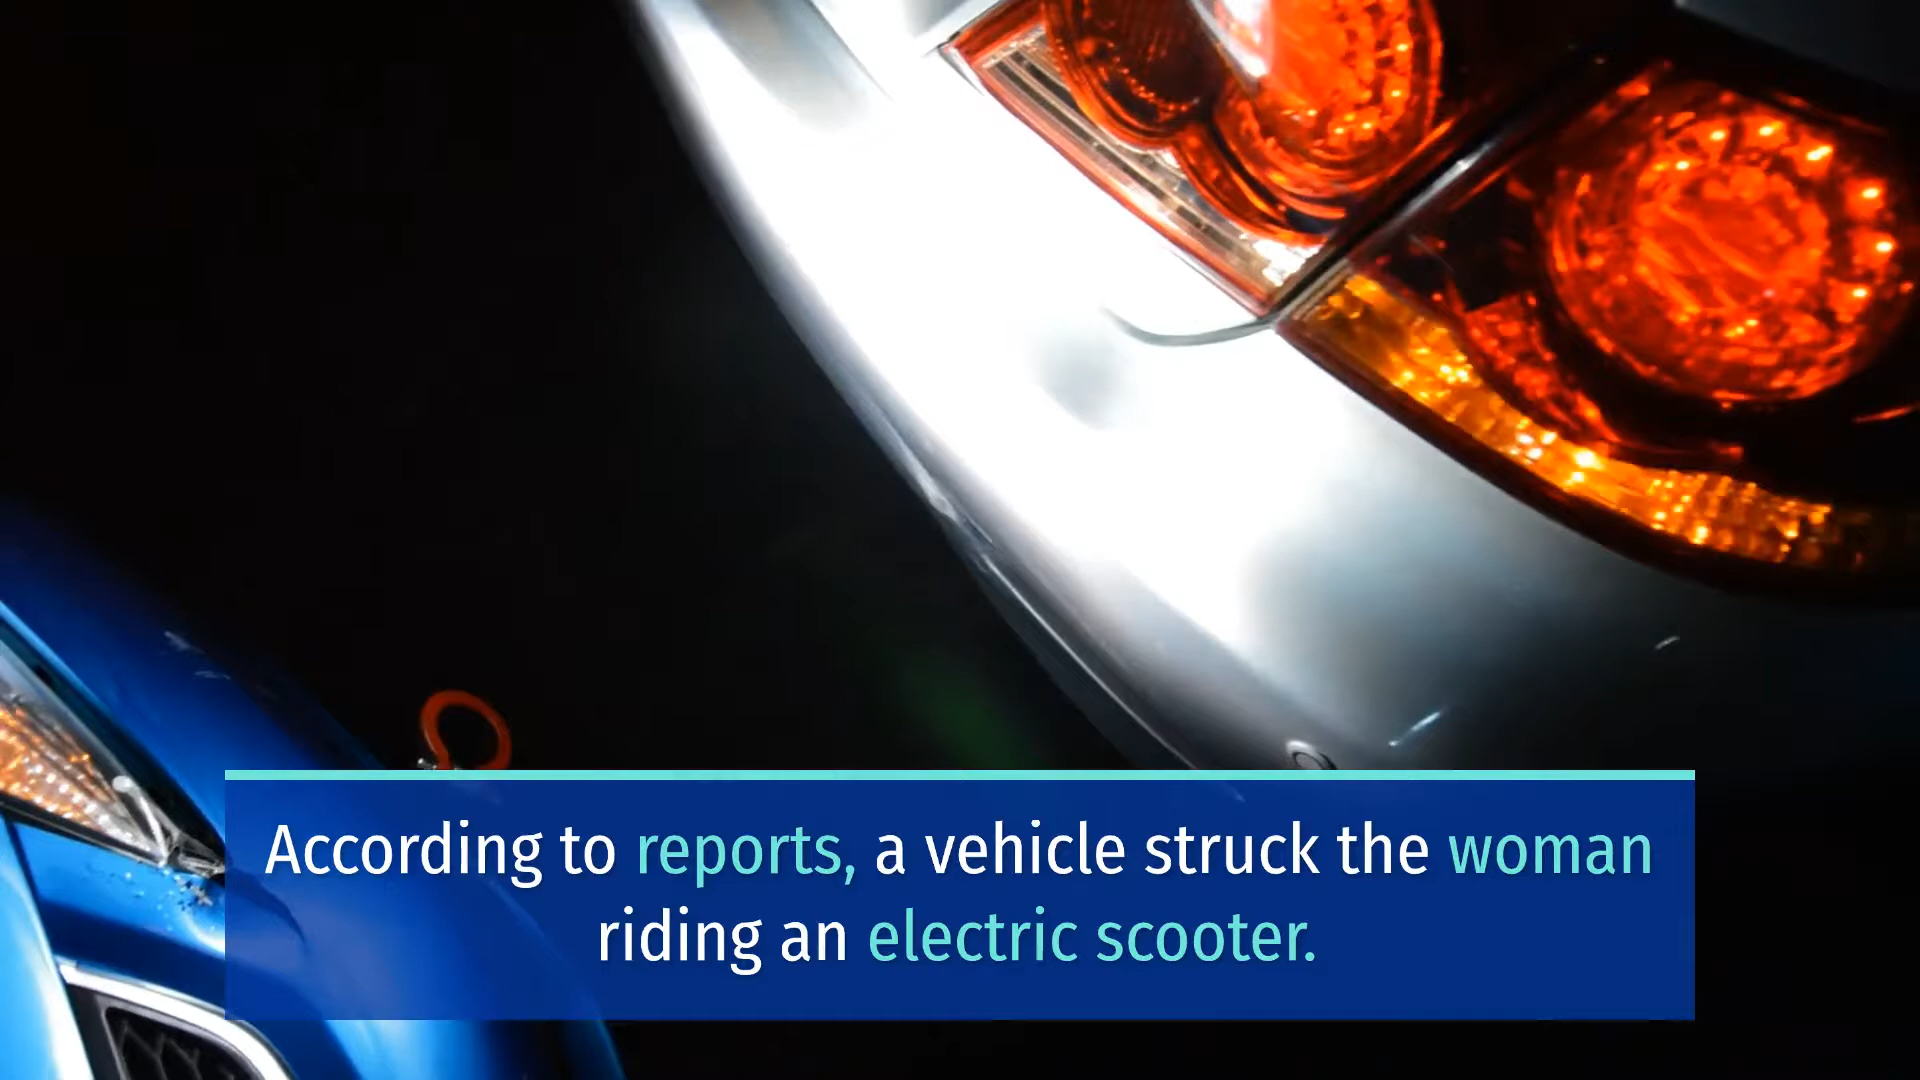 According to reports, a vehicle struck the woman
riding an electric scooter.